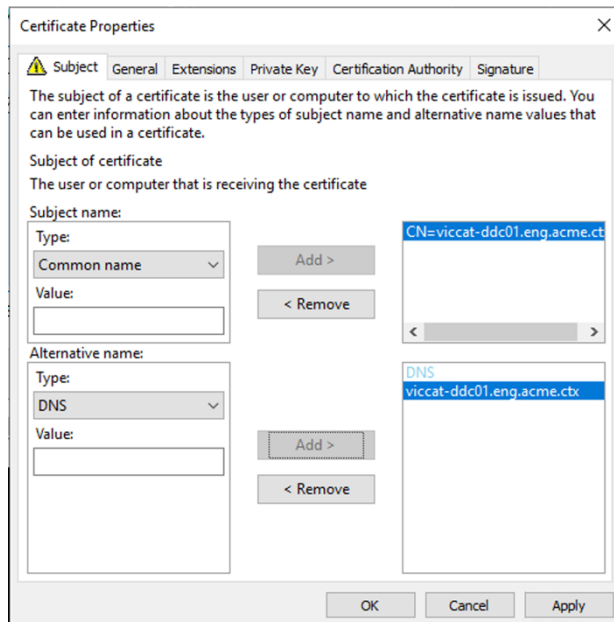 Certificate Properties
Subject General Extensions Private Key Certification Authority Signature
The subject of a certificate is the user or computer to which the certificate is issued. You
can enter information about the types of subject name and alternative name values that
can be used in a certificate.
Subject of certificate
The user or computer that is receiving the certificate
Subject name:
Type:
Common name
Value:
Add >
< Remove
CN=viccat-ddc01.eng.acme.ct
Alternative name:
Type:
DNS
Value:
Add >
< Remove
DNS
viccat-ddc01.eng.acme.ctx
OK Cancel Apply